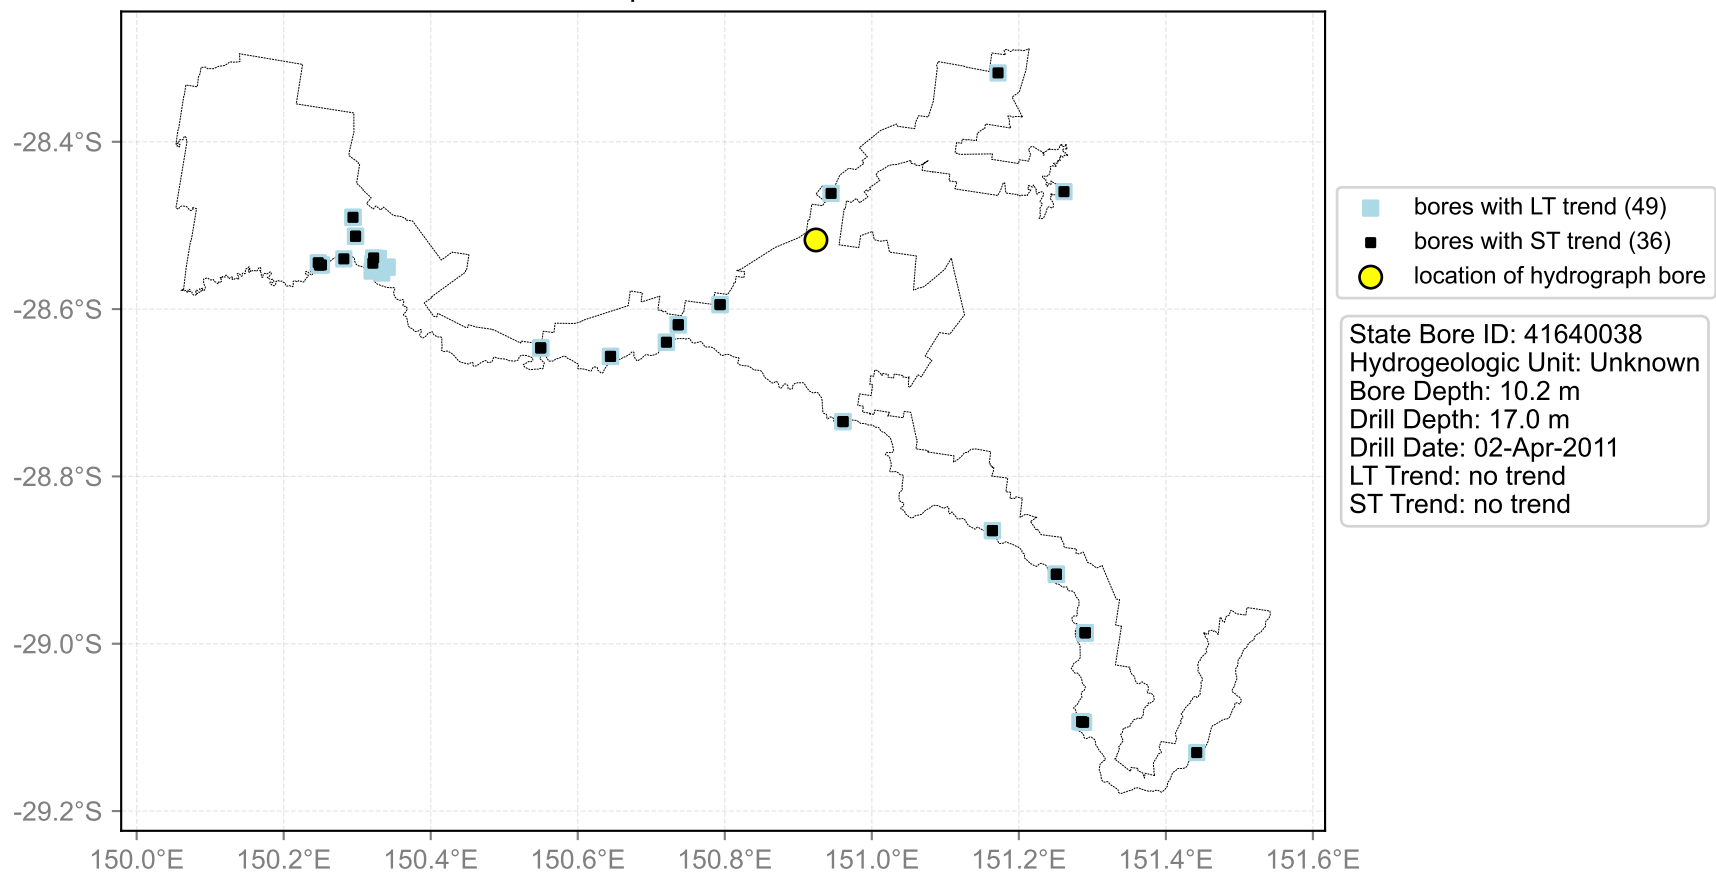 -28.4°S
-28.6°S
-28.8°S
-29.0°S
-29.2°S
150.0°E
150.2°E
150.4°E
150.6°E
150.8°E
151.0°E
151.2°E
151.4°E
151.6°E
bores with LT trend (49)
bores with ST trend (36)
location of hydrograph bore
State Bore ID: 41640038
Hydrogeologic Unit: Unknown
Bore Depth: 10.2 m
Drill Depth: 17.0 m
Drill Date: 02-Apr-2011
LT Trend: no trend
ST Trend: no trend